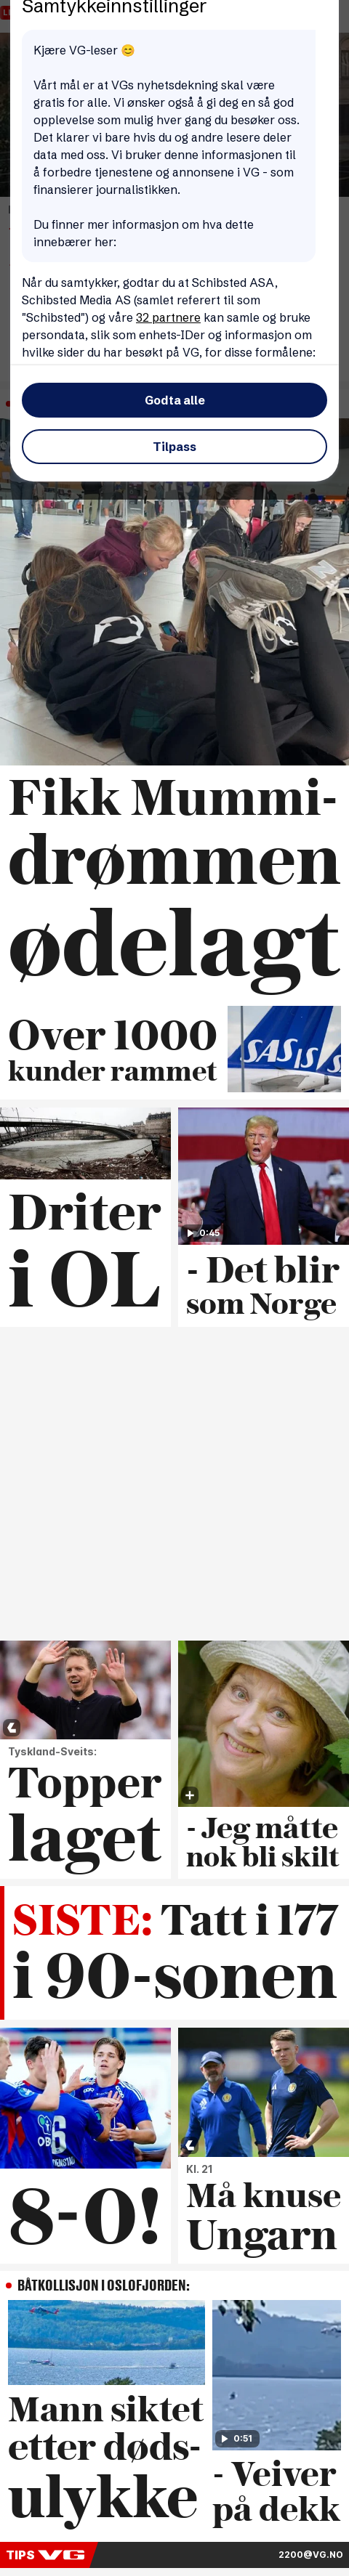 Samtykkeinnstillinger
Kjære VG-leser 😊
Vårt mål er at VGs nyhetsdekning skal være
gratis for alle. Vi ønsker også å gi deg en så god
opplevelse som mulig hver gang du besøker oss.
Det klarer vi bare hvis du og andre lesere deler
data med oss. Vi bruker denne informasjonen til
å forbedre tjenestene og annonsene i VG - som
finansierer journalistikken.
Du finner mer informasjon om hva dette
innebærer her:
Når du samtykker, godtar du at Schibsted ASA,
Schibsted Media AS (samlet referert til som
"Schibsted") og våre 32 partnere kan samle og bruke
persondata, slik som enhets-IDer og informasjon om
hvilke sider du har besøkt på VG, for disse formålene:
Godta alle
Tilpass
Fikk Mummi-
drømmen
ødelagt
Over 1000
kunder rammet
SAS
Driter
i OL
0:45
- Det blir
som Norge
Tyskland-Sveits:
Topper
laget
- Jeg måtte
nok bli skilt
SISTE: Tatt i 177
i 90-sonen
8-0!
Kl. 21
Må knuse
Ungarn
BÅTKOLLISJON I OSLOFJORDEN:
Mann siktet
etter døds-
ulykke
0:51
- Veiver
på dekk
TIPS VG
2200@VG.NO